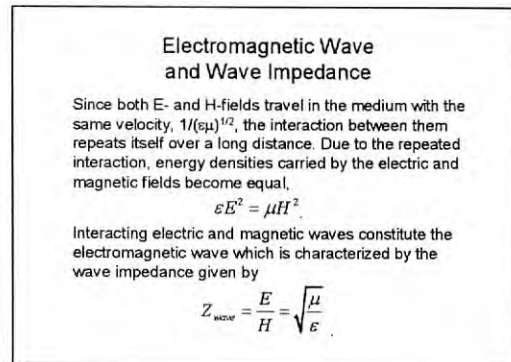 Electromagnetic Wave
and Wave Impedance
Since both E- and H-fields travel in the medium with the
same velocity, 1/(εμ)^{1/2}, the interaction between them
repeats itself over a long distance. Due to the repeated
interaction, energy densities carried by the electric and
magnetic fields become equal,
εE² = μH².
Interacting electric and magnetic waves constitute the
electromagnetic wave which is characterized by the
wave impedance given by
Z_{wave} = E/H = √(μ/ε).